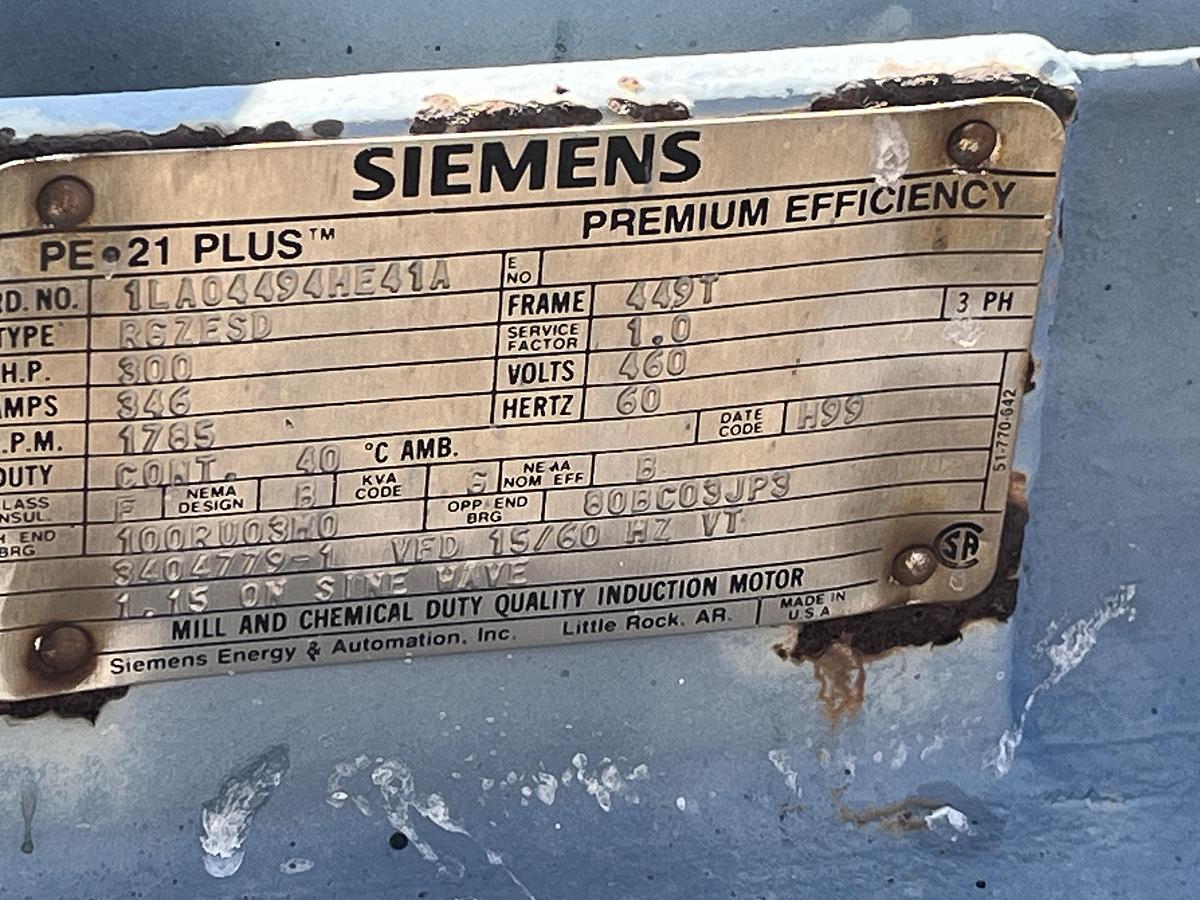 SIEMENS
PE•21 PLUS™ PREMIUM EFFICIENCY
RD. NO. 1LA04494HE41A E NO
TYPE RGZESD FRAME 449T 3 PH
H.P. 300 SERVICE FACTOR 1.0
AMPS 346 VOLTS 460
.P.M. 1785 HERTZ 60
DUTY CONT. 40 °C AMB. DATE CODE H99
CLASS INSUL. F NEMA DESIGN B KVA CODE G NEMA NOM EFF
H END BRG 100RU03M0 OPP END BRG 80BC03JP3
3404779-1 VFD 15/60 HZ VT
1.15 ON SINE WAVE
MILL AND CHEMICAL DUTY QUALITY INDUCTION MOTOR
Siemens Energy & Automation, Inc. Little Rock, AR. MADE IN U.S.A
51-770-642
SA